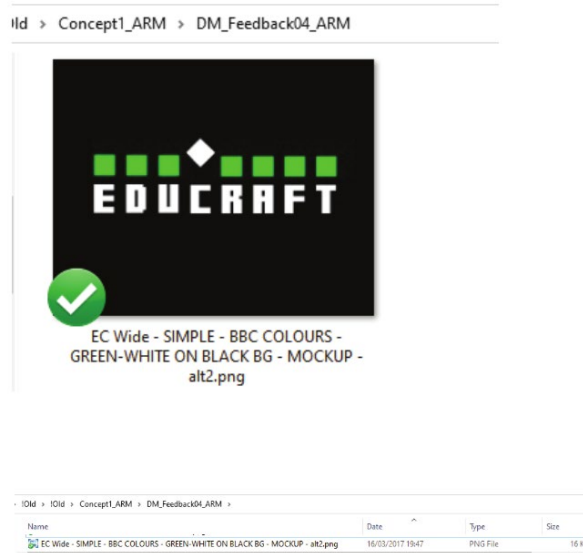 ld > Concept1_ARM > DM_Feedback04_ARM
EDUCRAFT
EC Wide - SIMPLE - BBC COLOURS -
GREEN-WHITE ON BLACK BG - MOCKUP -
alt2.png
!Old > !Old > Concept1_ARM > DM_Feedback04_ARM >
Name Date Type Size
EC Wide - SIMPLE - BBC COLOURS - GREEN-WHITE ON BLACK BG - MOCKUP - alt2.png 16/03/2017 19:47 PNG File 16 K